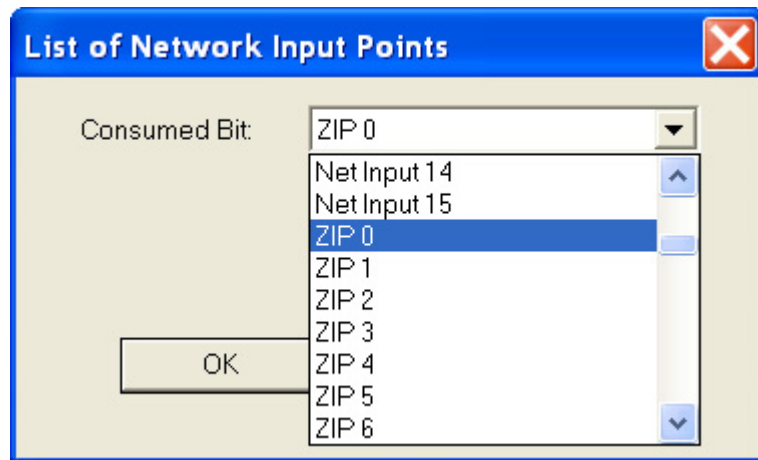 List of Network Input Points
Consumed Bit: ZIP 0
Net Input 14
Net Input 15
ZIP 0
ZIP 1
ZIP 2
ZIP 3
ZIP 4
OK
ZIP 5
ZIP 6